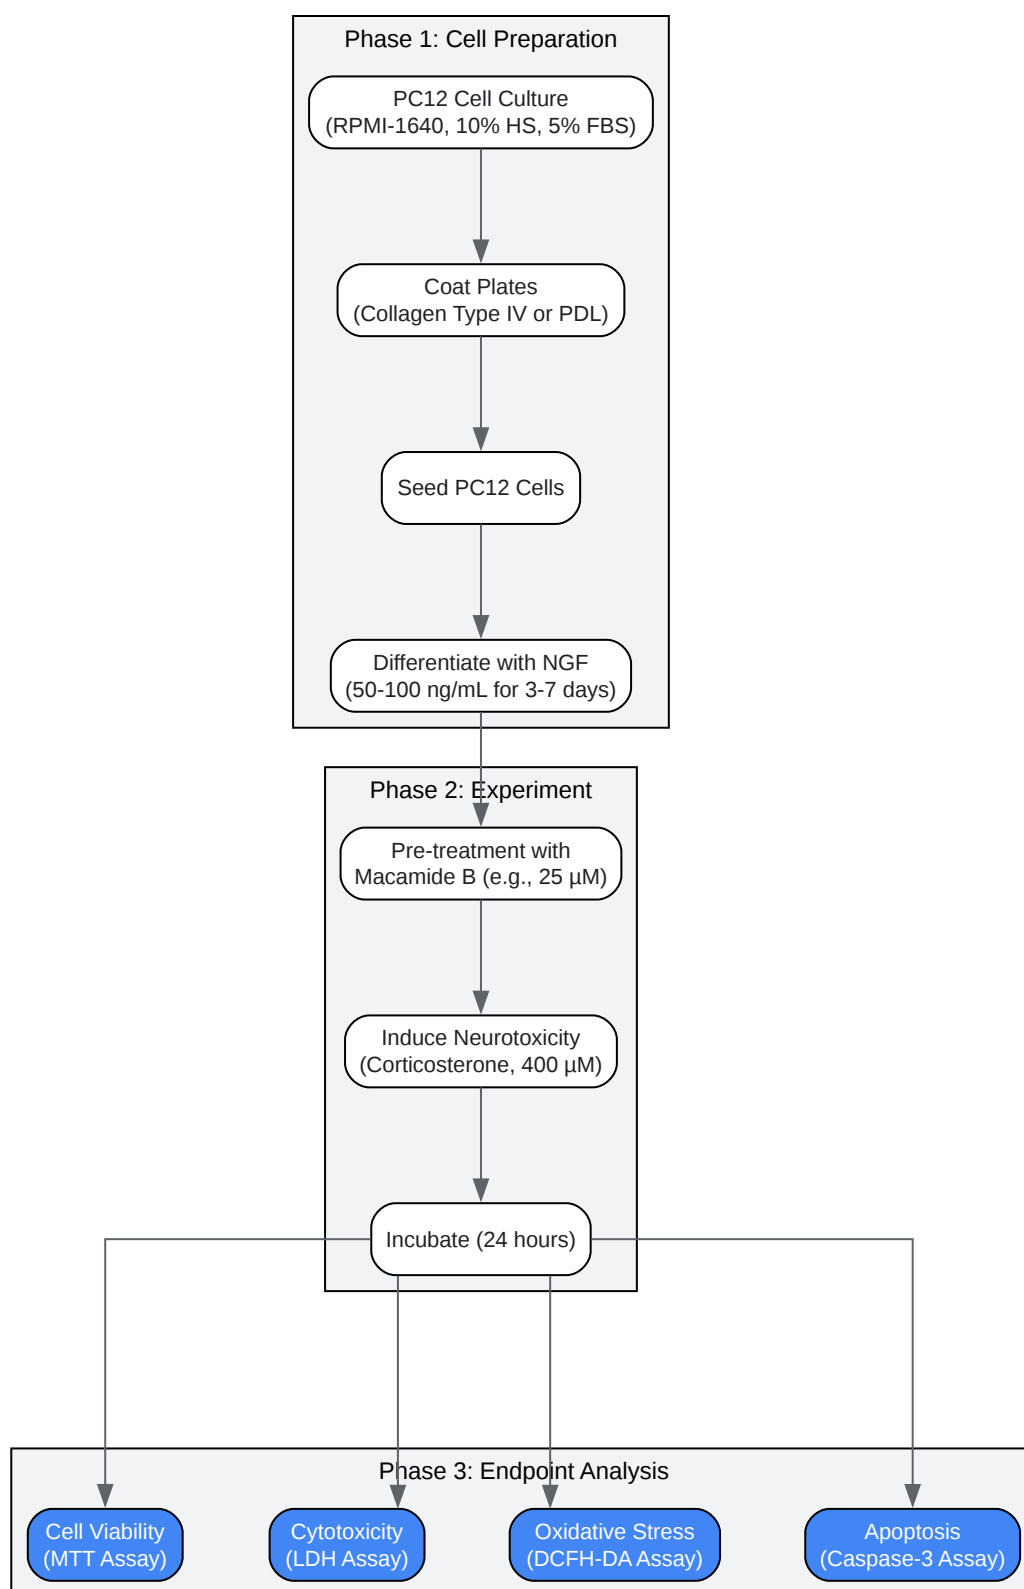 Phase 1: Cell Preparation
PC12 Cell Culture
(RPMI-1640, 10% HS, 5% FBS)
Coat Plates
(Collagen Type IV or PDL)
Seed PC12 Cells
Differentiate with NGF
(50-100 ng/mL for 3-7 days)
Phase 2: Experiment
Pre-treatment with
Macamide B (e.g., 25 µM)
Induce Neurotoxicity
(Corticosterone, 400 µM)
Incubate (24 hours)
Phase 3: Endpoint Analysis
Cell Viability
(MTT Assay)
Cytotoxicity
(LDH Assay)
Oxidative Stress
(DCFH-DA Assay)
Apoptosis
(Caspase-3 Assay)